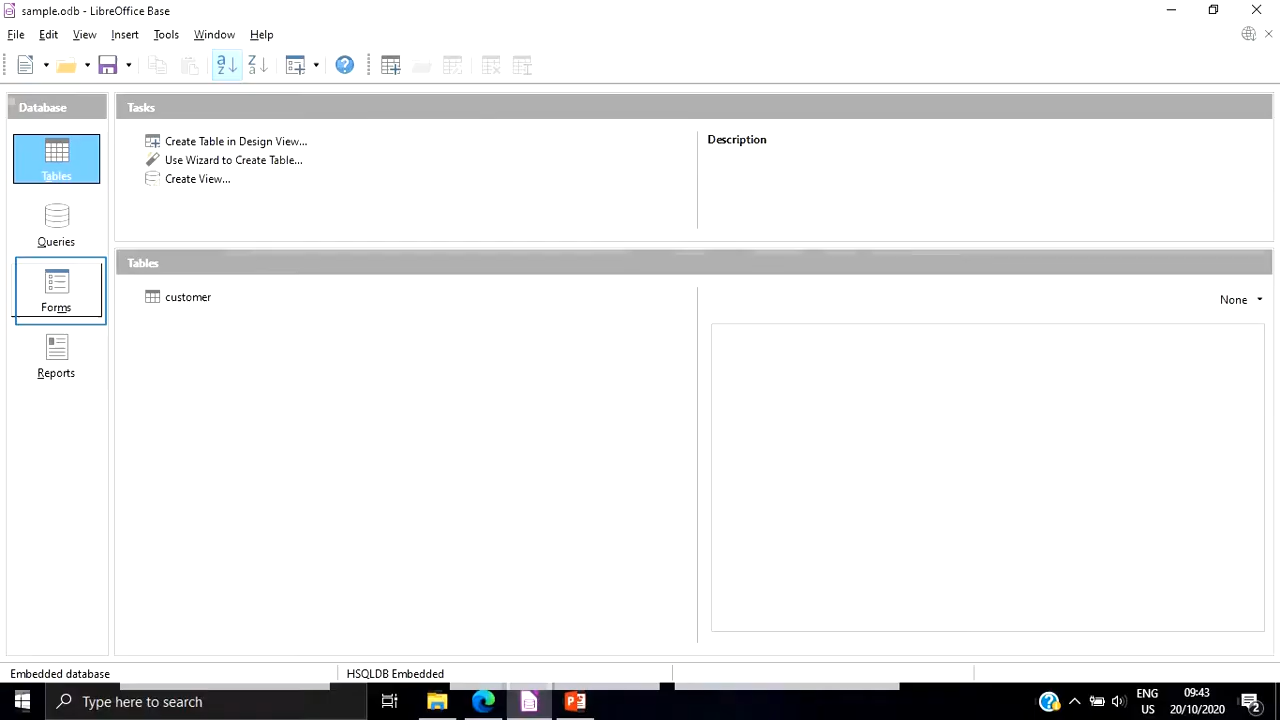 sample.odb - LibreOffice Base
File Edit View Insert Tools Window Help
Database
Tables
Queries
Forms
Reports
Tasks
Create Table in Design View...
Use Wizard to Create Table...
Create View...
Description
Tables
customer
None
Embedded database
HSQLDB Embedded
Type here to search
ENG
US
09:43
20/10/2020
2